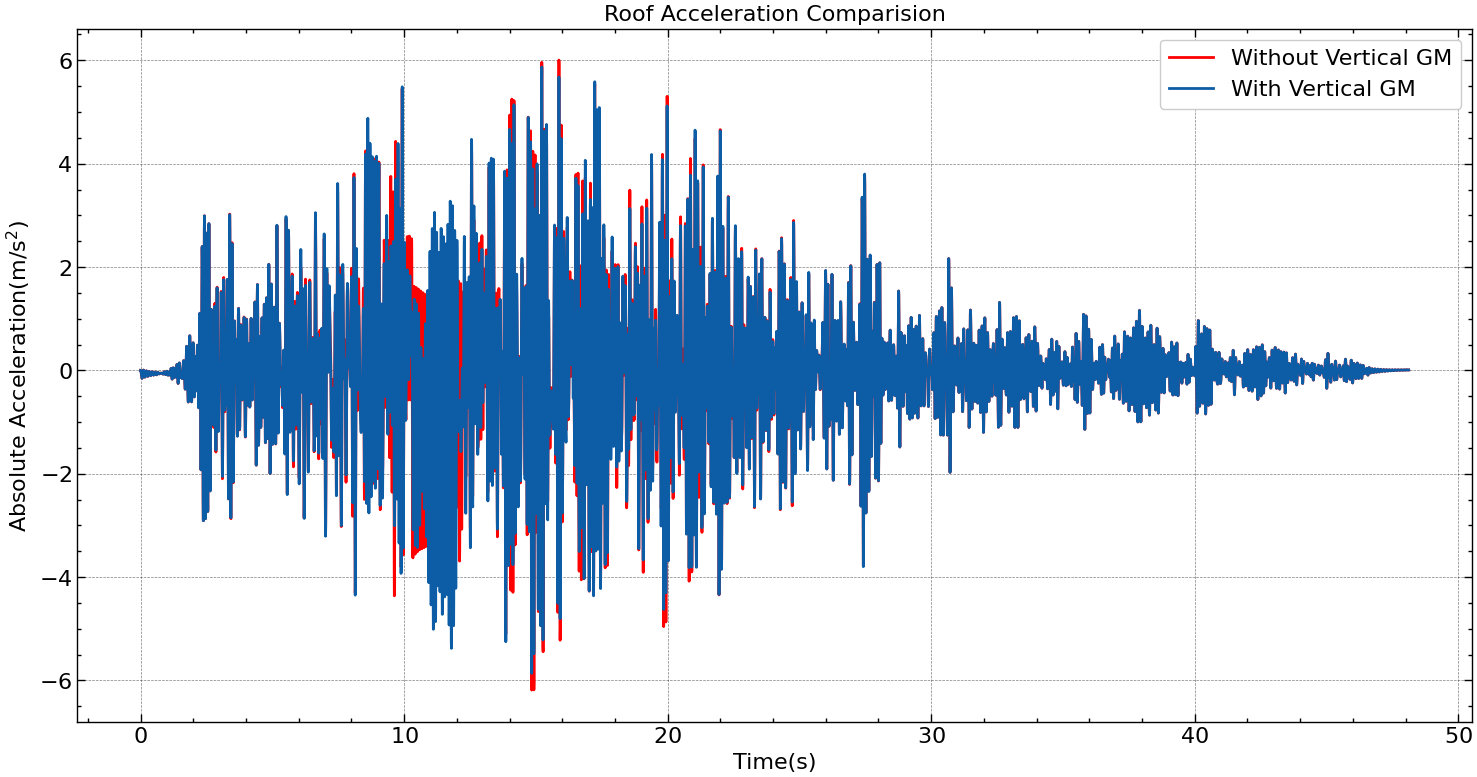 Roof Acceleration Comparision
Without Vertical GM
With Vertical GM
Absolute Acceleration(m/s²)
6
4
2
0
−2
−4
−6
0 10 20 30 40 50
Time(s)